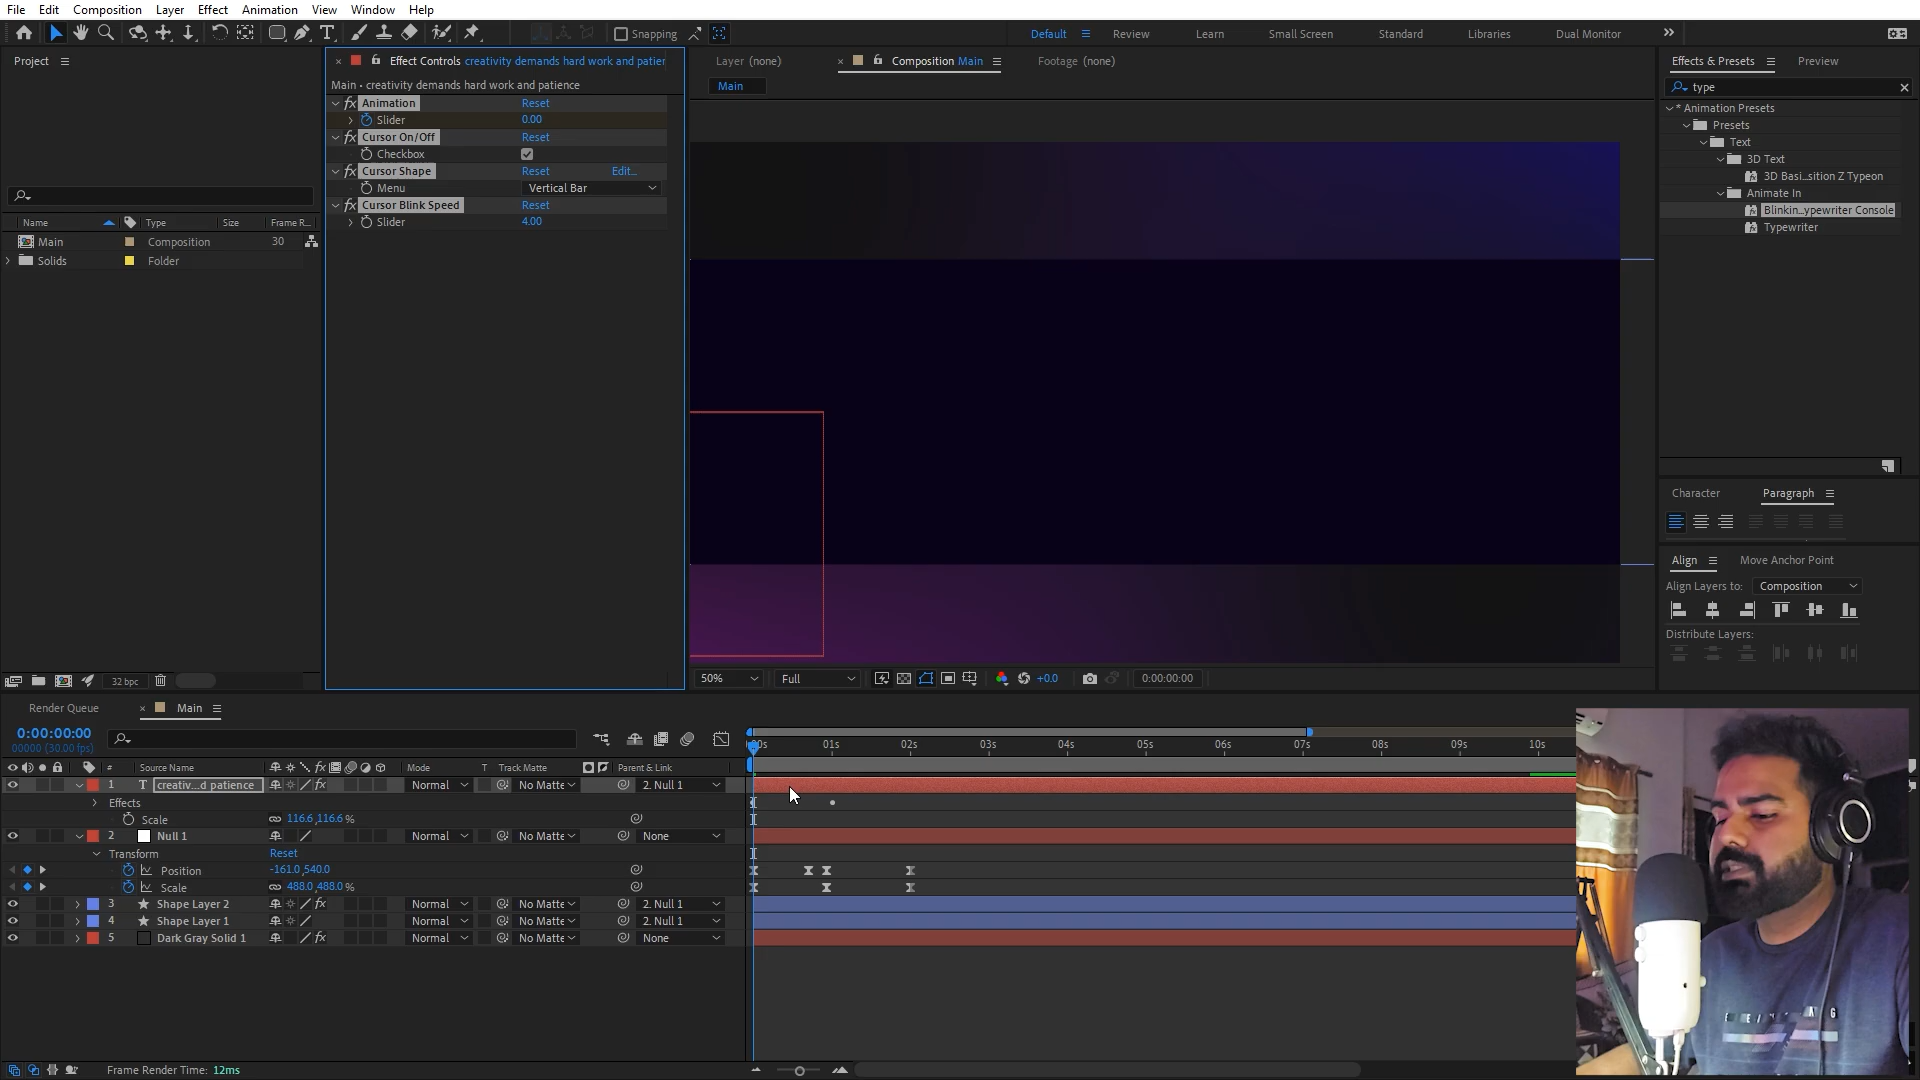 File Edit Composition Layer Effect Animation View Window Help
Snapping
Default Review Learn Small Screen Standard Libraries Dual Monitor
Project
Effect Controls creativity demands hard work and patier
Layer (none)
Composition Main
Footage (none)
Effects & Presets Preview
Main • creativity demands hard work and patience
Main
type
fx Animation Reset
Slider 0.00
fx Cursor On/Off Reset
Checkbox
fx Cursor Shape Reset Edit...
Menu Vertical Bar
fx Cursor Blink Speed Reset
Slider 4.00
* Animation Presets
Presets
Text
3D Text
3D Basi...sition Z Typeon
Animate In
Blinkin...ypewriter Console
Typewriter
Name Type Size Frame R...
Main Composition 30
Solids Folder
Character Paragraph
Align Move Anchor Point
Align Layers to: Composition
Distribute Layers:
32 bpc
50% Full +0.0 0:00:00:00
Render Queue Main
0:00:00:00
00000 (30.00 fps)
00s 01s 02s 03s 04s 05s 06s 07s 08s 09s 10s
# Source Name fx Mode T Track Matte Parent & Link
1 T creativ...d patience fx Normal No Matte 2. Null 1
Effects
Scale 116.6,116.6%
2 Null 1 Normal No Matte None
Transform Reset
Position -161.0,540.0
Scale 488.0,488.0%
3 Shape Layer 2 fx Normal No Matte 2. Null 1
4 Shape Layer 1 Normal No Matte 2. Null 1
5 Dark Gray Solid 1 fx Normal No Matte None
Frame Render Time: 12ms